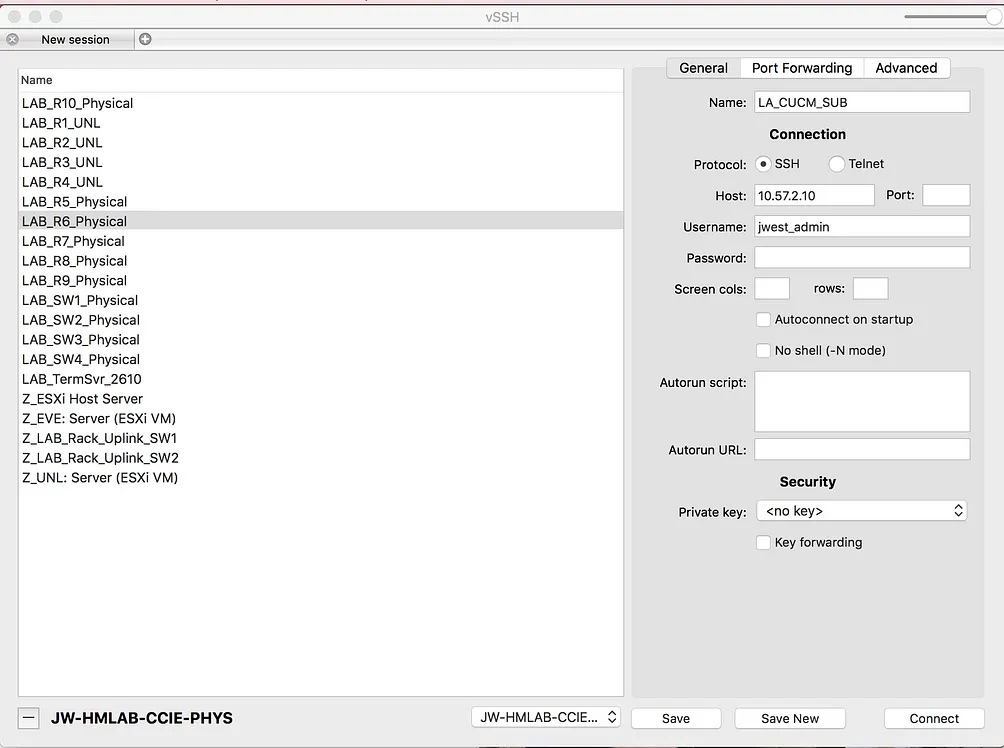 vSSH
New session
Name
LAB_R10_Physical
LAB_R1_UNL
LAB_R2_UNL
LAB_R3_UNL
LAB_R4_UNL
LAB_R5_Physical
LAB_R6_Physical
LAB_R7_Physical
LAB_R8_Physical
LAB_R9_Physical
LAB_SW1_Physical
LAB_SW2_Physical
LAB_SW3_Physical
LAB_SW4_Physical
LAB_TermSvr_2610
Z_ESXi Host Server
Z_EVE: Server (ESXi VM)
Z_LAB_Rack_Uplink_SW1
Z_LAB_Rack_Uplink_SW2
Z_UNL: Server (ESXi VM)
General Port Forwarding Advanced
Name: LA_CUCM_SUB
Connection
Protocol: SSH Telnet
Host: 10.57.2.10 Port:
Username: jwest_admin
Password:
Screen cols: rows:
Autoconnect on startup
No shell (-N mode)
Autorun script:
Autorun URL:
Security
Private key: <no key>
Key forwarding
JW-HMLAB-CCIE-PHYS JW-HMLAB-CCIE... Save Save New Connect